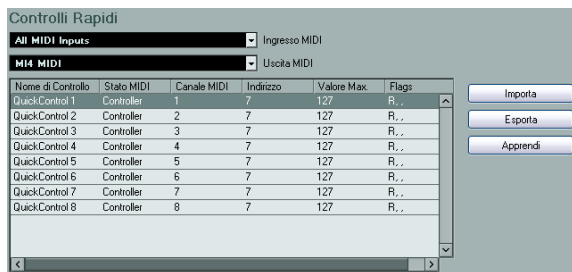 Controlli Rapidi
All MIDI Inputs Ingresso MIDI
MI4 MIDI Uscita MIDI
Nome di Controllo Stato MIDI Canale MIDI Indirizzo Valore Max. Flags
QuickControl 1 Controller 1 7 127 R, ,
QuickControl 2 Controller 2 7 127 R, ,
QuickControl 3 Controller 3 7 127 R, ,
QuickControl 4 Controller 4 7 127 R, ,
QuickControl 5 Controller 5 7 127 R, ,
QuickControl 6 Controller 6 7 127 R, ,
QuickControl 7 Controller 7 7 127 R, ,
QuickControl 8 Controller 8 7 127 R, ,
Importa
Esporta
Apprendi